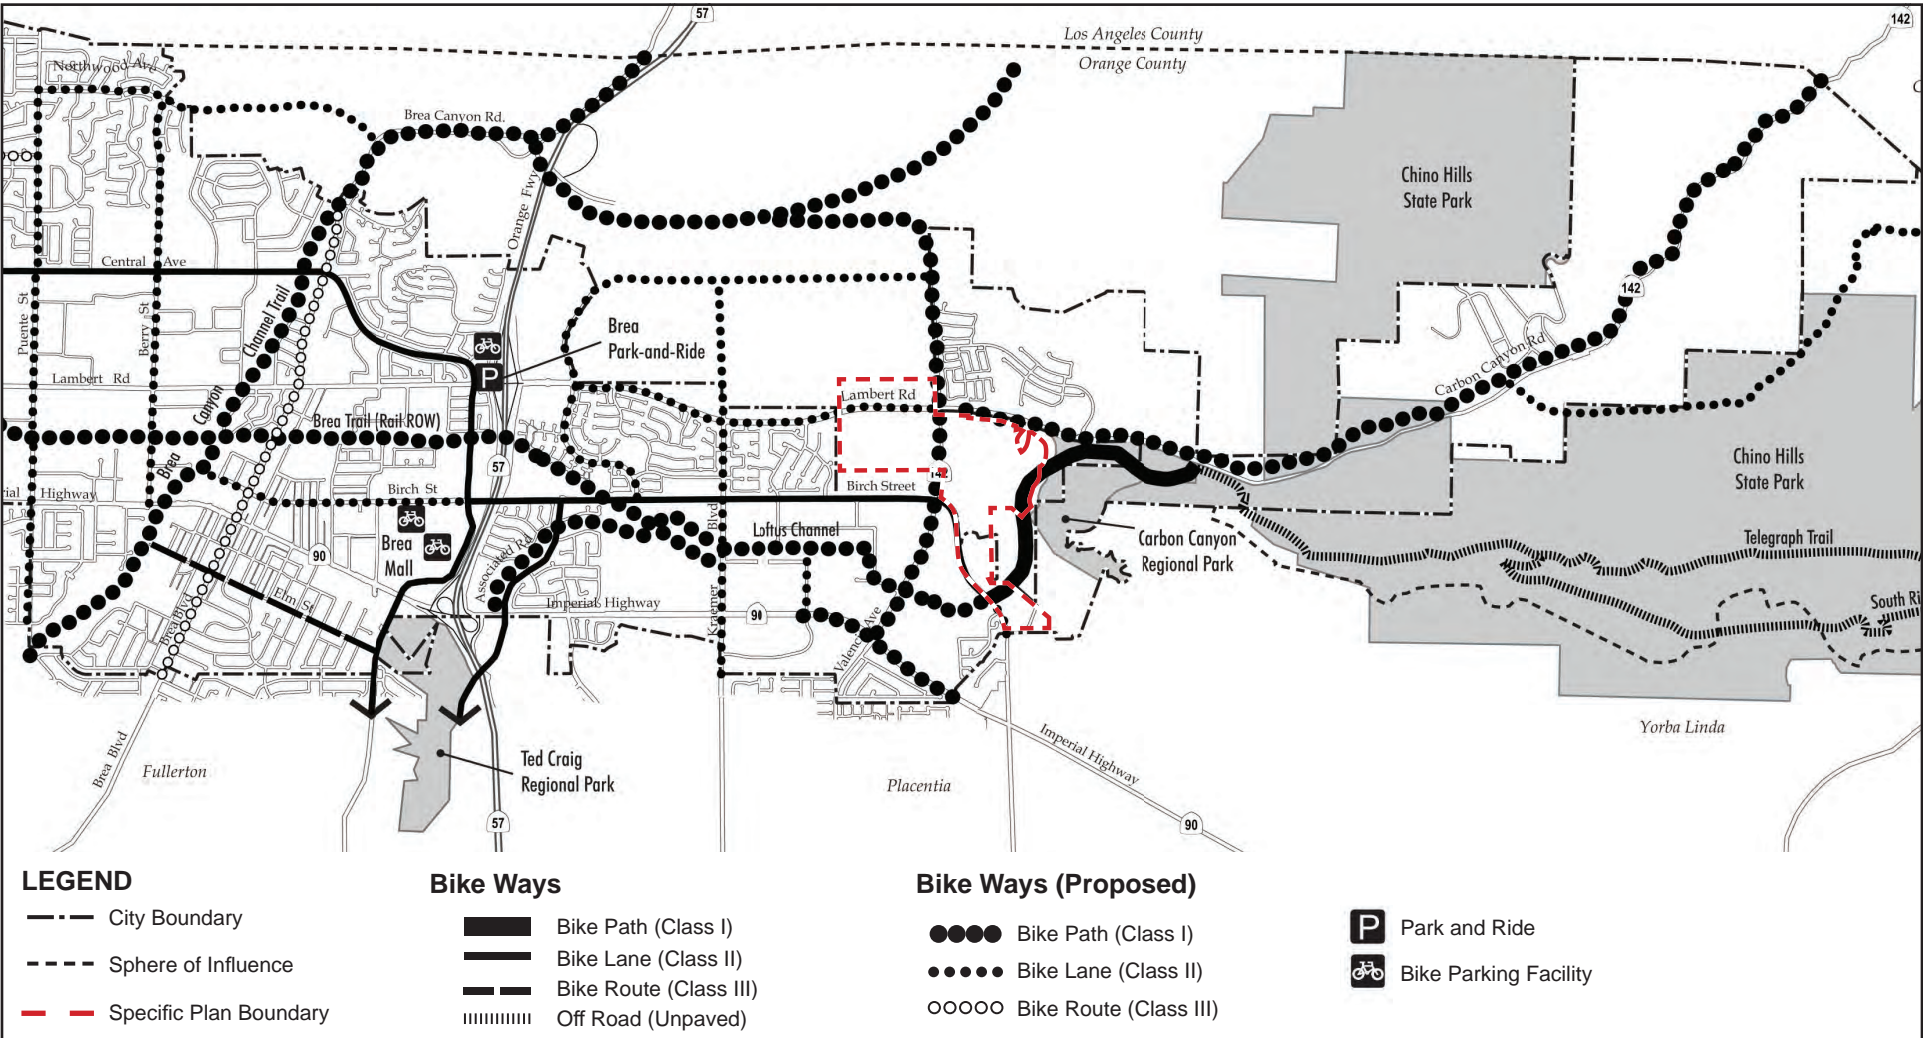 57
142
Los Angeles County
Orange County
Northwood Ave
Brea Canyon Rd.
Chino Hills
State Park
Orange Fwy
Central Ave
142
Puente St
Berry St
Channel Trail
Brea
Park-and-Ride
P
Carbon Canyon Rd
Lambert Rd
Lambert Rd
Canyon
Brea Trail (Rail ROW)
Brea
57
142
Chino Hills
State Park
rial Highway
Birch St
Birch Street
Blvd
Loftus Channel
Carbon Canyon
Regional Park
Telegraph Trail
Brea
Mall
90
Associated Rd
Elm St
Imperial Highway
90
Kraemer
Valencia Ave
South Ri
Brea Blvd
Brea Blvd
Fullerton
Ted Craig
Regional Park
Placentia
Imperial Highway
Yorba Linda
57
90
LEGEND
City Boundary
Sphere of Influence
Specific Plan Boundary
Bike Ways
Bike Path (Class I)
Bike Lane (Class II)
Bike Route (Class III)
Off Road (Unpaved)
Bike Ways (Proposed)
Bike Path (Class I)
Bike Lane (Class II)
Bike Route (Class III)
P Park and Ride
Bike Parking Facility